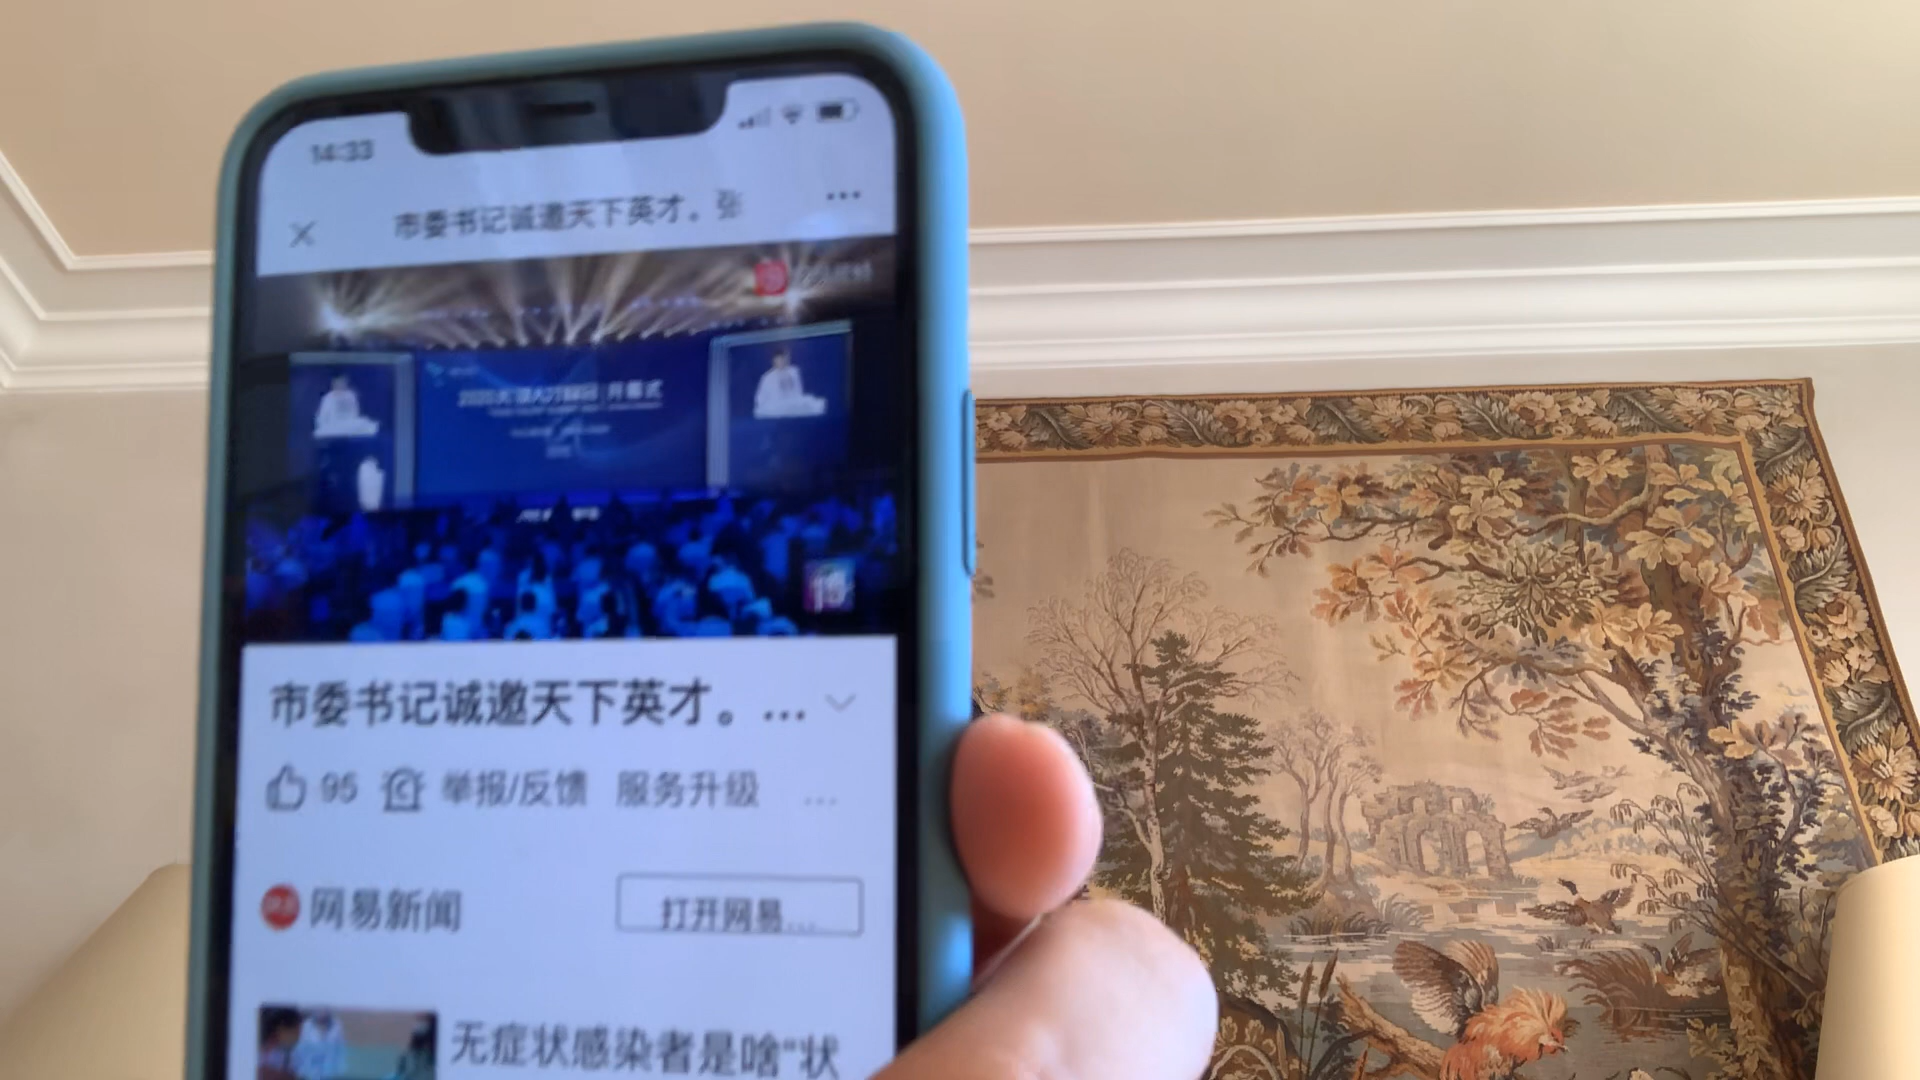 14:33
市委书记诚邀天下英才。
市委书记诚邀天下英才。...
95 举报/反馈 服务升级 ...
网易新闻 打开网易...
无症状感染者是啥“状